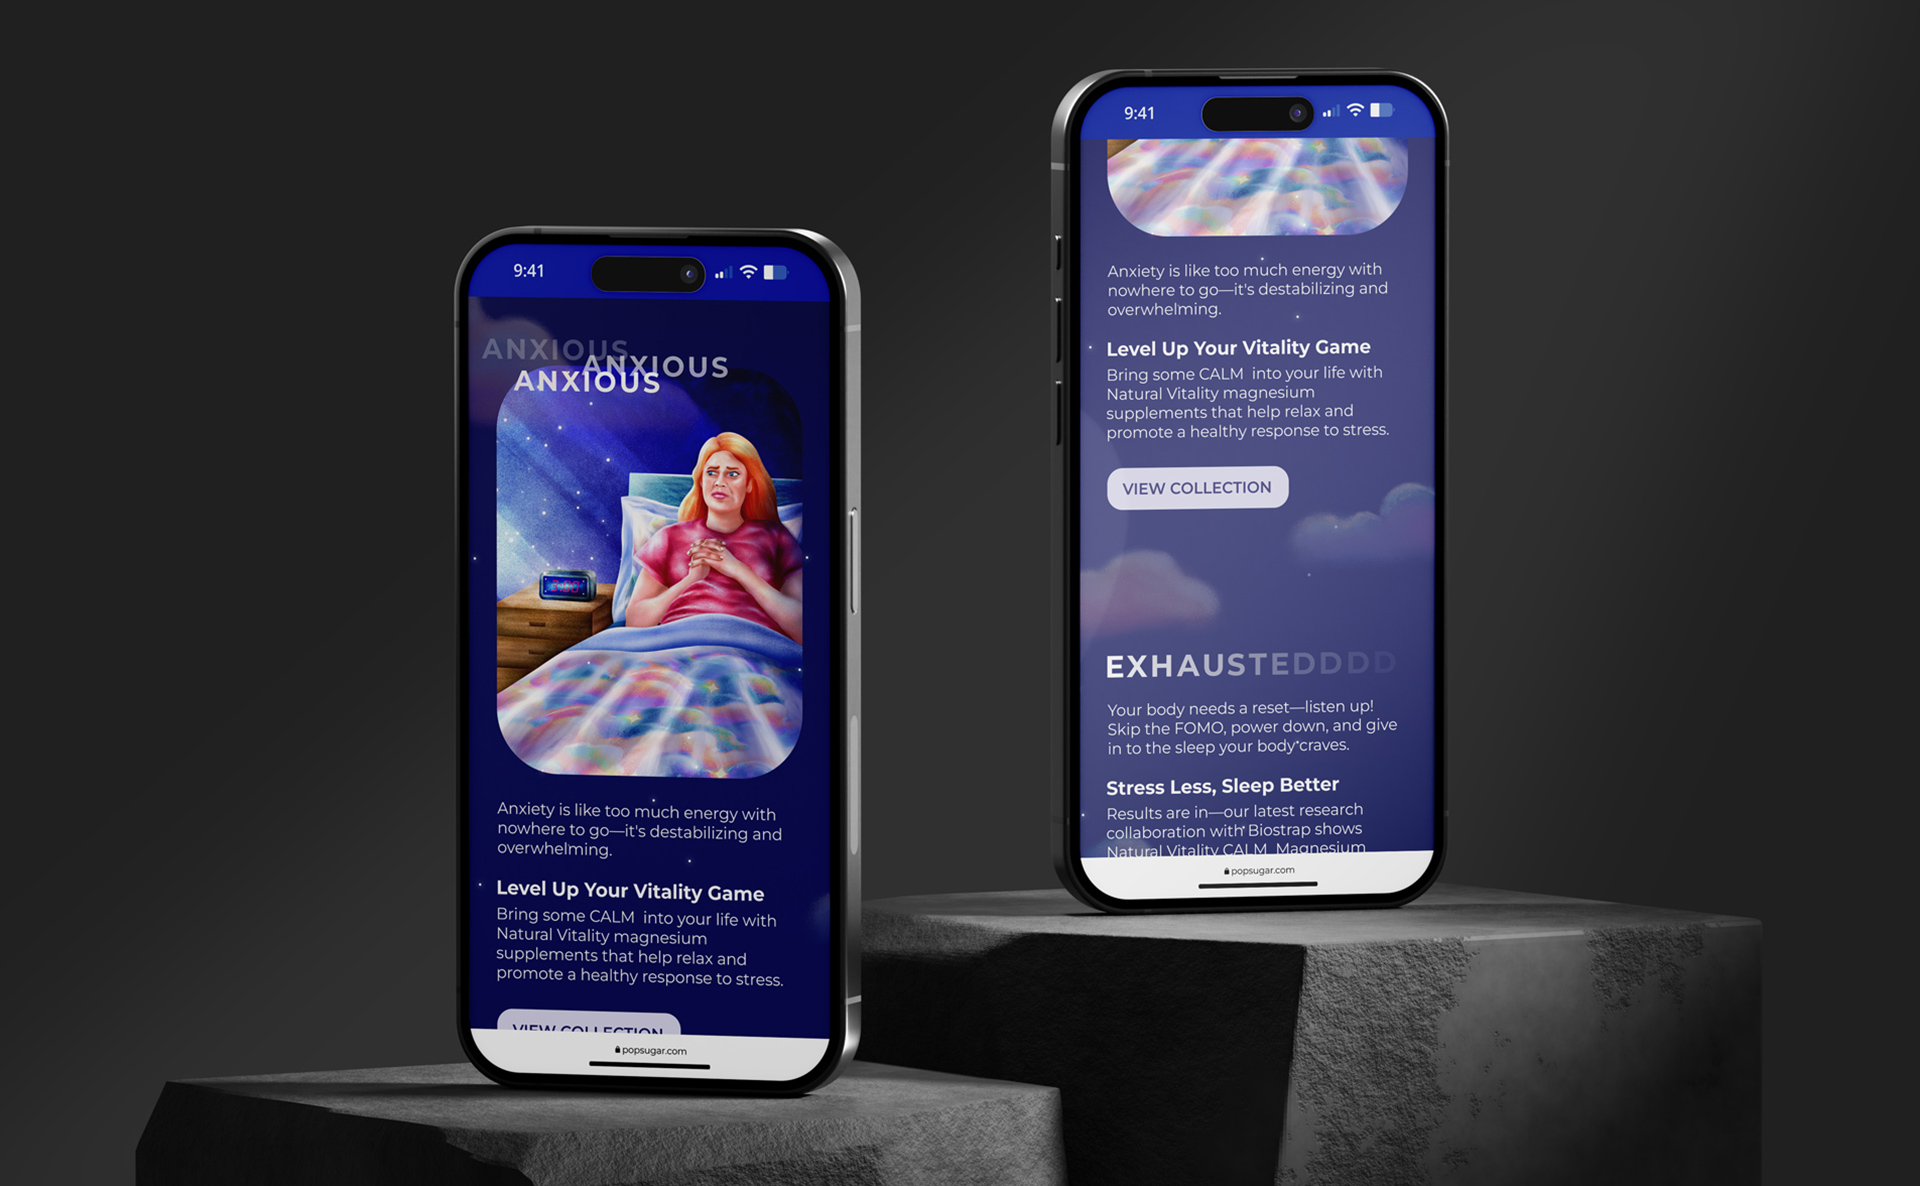 9:41
ANXIOUS
ANXIOUS
ANXIOUS
Anxiety is like too much energy with
nowhere to go—it's destabilizing and
overwhelming.
Level Up Your Vitality Game
Bring some CALM into your life with
Natural Vitality magnesium
supplements that help relax and
promote a healthy response to stress.
VIEW COLLECTION
popsugar.com
9:41
Anxiety is like too much energy with
nowhere to go—it's destabilizing and
overwhelming.
Level Up Your Vitality Game
Bring some CALM into your life with
Natural Vitality magnesium
supplements that help relax and
promote a healthy response to stress.
VIEW COLLECTION
EXHAUSTEDDDD
Your body needs a reset—listen up!
Skip the FOMO, power down, and give
in to the sleep your body craves.
Stress Less, Sleep Better
Results are in—our latest research
collaboration with Biostrap shows
Natural Vitality CALM Magnesium
popsugar.com